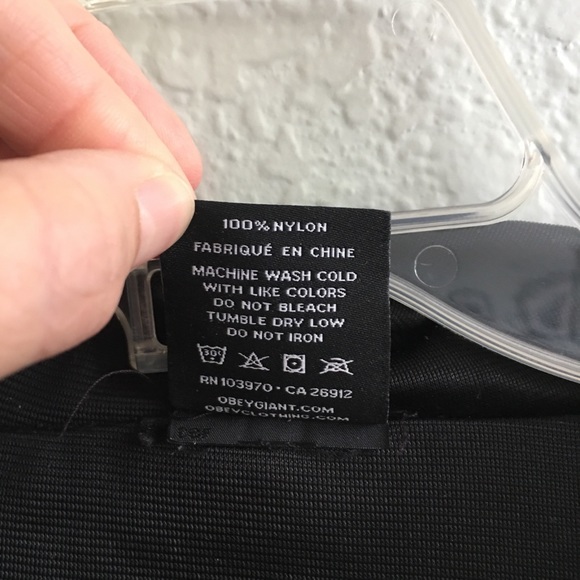 100% NYLON
FABRIQUÉ EN CHINE
MACHINE WASH COLD
WITH LIKE COLORS
DO NOT BLEACH
TUMBLE DRY LOW
DO NOT IRON
30°
RN 103970 • CA 26912
OBEYGIANT.COM
OBEYCLOTHING.COM